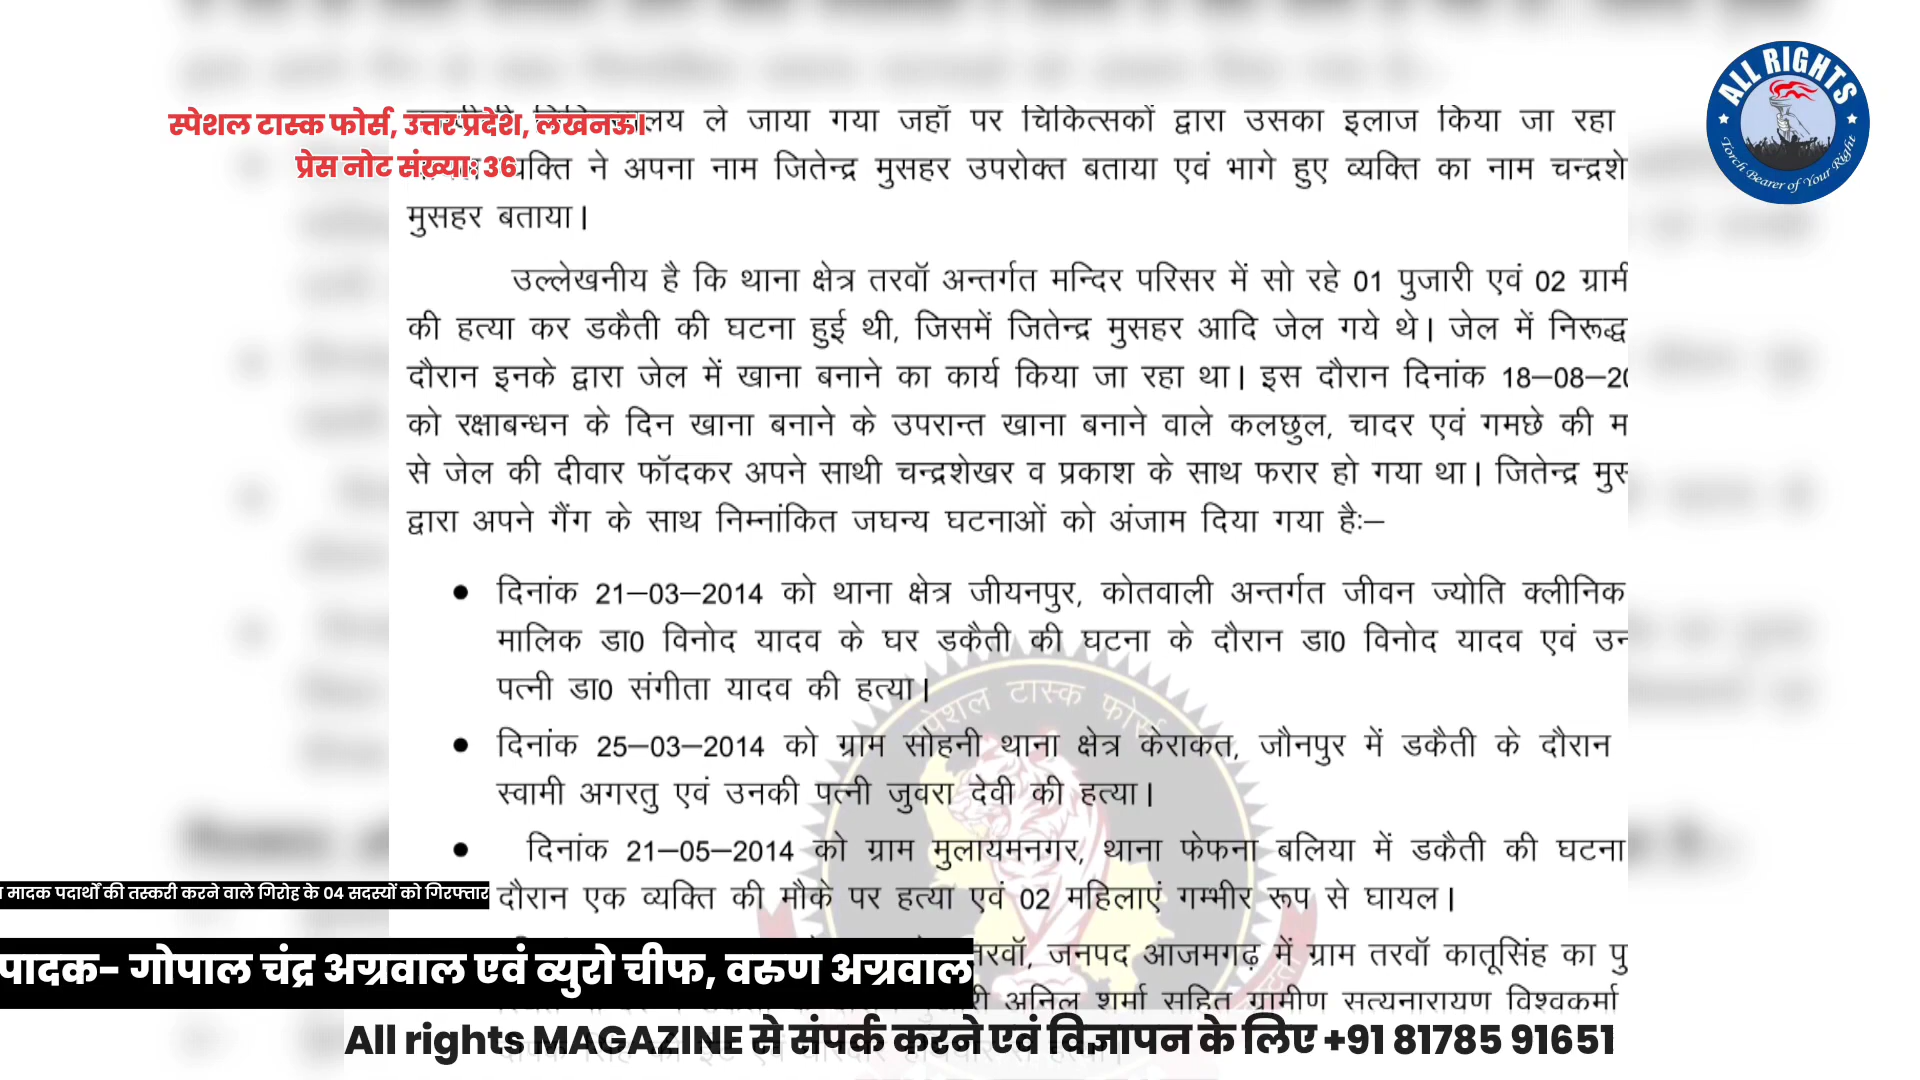 ALL RIGHTS
Torch Bearer of Your Right
स्पेशल टास्क फोर्स, उत्तर प्रदेश, लखनऊ।
प्रेस नोट संख्याः 36
ले जाया गया जहॉ पर चिकित्सकों द्वारा उसका इलाज किया जा रहा
व्यक्ति ने अपना नाम जितेन्द्र मुसहर उपरोक्त बताया एवं भागे हुए व्यक्ति का नाम चन्द्रशे
मुसहर बताया।
उल्लेखनीय है कि थाना क्षेत्र तरवॉ अन्तर्गत मन्दिर परिसर में सो रहे 01 पुजारी एवं 02 ग्रामी
की हत्या कर डकैती की घटना हुई थी, जिसमें जितेन्द्र मुसहर आदि जेल गये थे। जेल में निरूद्ध
दौरान इनके द्वारा जेल में खाना बनाने का कार्य किया जा रहा था। इस दौरान दिनांक 18–08–20
को रक्षाबन्धन के दिन खाना बनाने के उपरान्त खाना बनाने वाले कलछुल, चादर एवं गमछे की म
से जेल की दीवार फॉदकर अपने साथी चन्द्रशेखर व प्रकाश के साथ फरार हो गया था। जितेन्द्र मुस
द्वारा अपने गैंग के साथ निम्नांकित जघन्य घटनाओं को अंजाम दिया गया हैः–
● दिनांक 21–03–2014 को थाना क्षेत्र जीयनपुर, कोतवाली अन्तर्गत जीवन ज्योति क्लीनिक
मालिक डा0 विनोद यादव के घर डकैती की घटना के दौरान डा0 विनोद यादव एवं उन
पत्नी डा0 संगीता यादव की हत्या।
● दिनांक 25–03–2014 को ग्राम सोहनी थाना क्षेत्र केराकत, जौनपुर में डकैती के दौरान
स्वामी अगरतु एवं उनकी पत्नी जुवरा देवी की हत्या।
● दिनांक 21–05–2014 को ग्राम मुलायमनगर, थाना फेफना बलिया में डकैती की घटना
दौरान एक व्यक्ति की मौके पर हत्या एवं 02 महिलाएं गम्भीर रूप से घायल।
तरवॉ, जनपद आजमगढ़ में ग्राम तरवॉ कातूसिंह का पु
अनिल शर्मा सहित ग्रामीण सत्यनारायण विश्वकर्मा
स्पेशल टास्क फोर्स
मादक पदार्थों की तस्करी करने वाले गिरोह के 04 सदस्यों को गिरफ्तार
पादक- गोपाल चंद्र अग्रवाल एवं व्युरो चीफ, वरुण अग्रवाल
All rights MAGAZINE से संपर्क करने एवं विज्ञापन के लिए +91 81785 91651